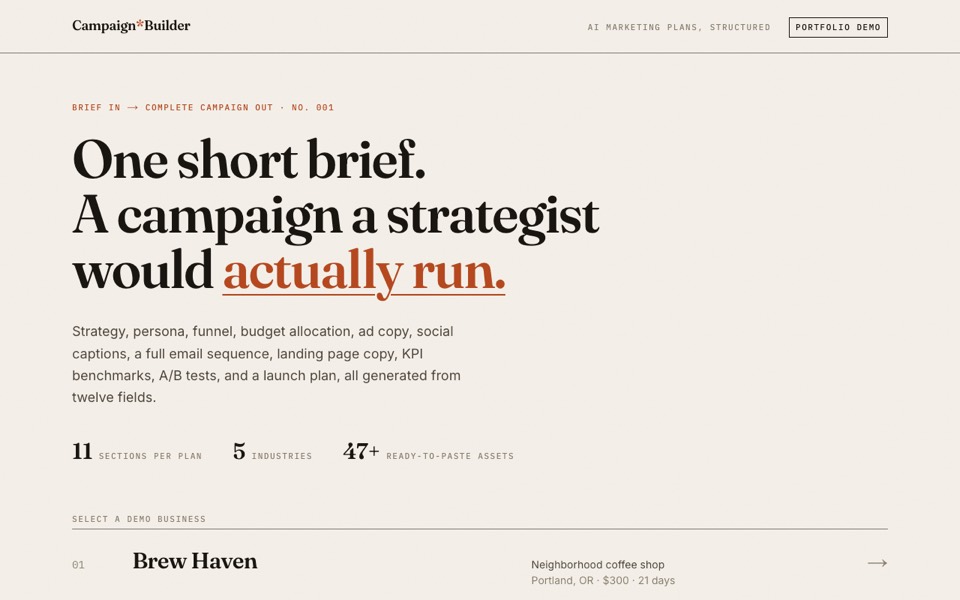 Campaign*Builder
AI MARKETING PLANS, STRUCTURED
PORTFOLIO DEMO
BRIEF IN → COMPLETE CAMPAIGN OUT · NO. 001
One short brief.
A campaign a strategist
would actually run.
Strategy, persona, funnel, budget allocation, ad copy, social
captions, a full email sequence, landing page copy, KPI
benchmarks, A/B tests, and a launch plan, all generated from
twelve fields.
11 SECTIONS PER PLAN
5 INDUSTRIES
47+ READY-TO-PASTE ASSETS
SELECT A DEMO BUSINESS
01
Brew Haven
Neighborhood coffee shop
Portland, OR · $300 · 21 days
→